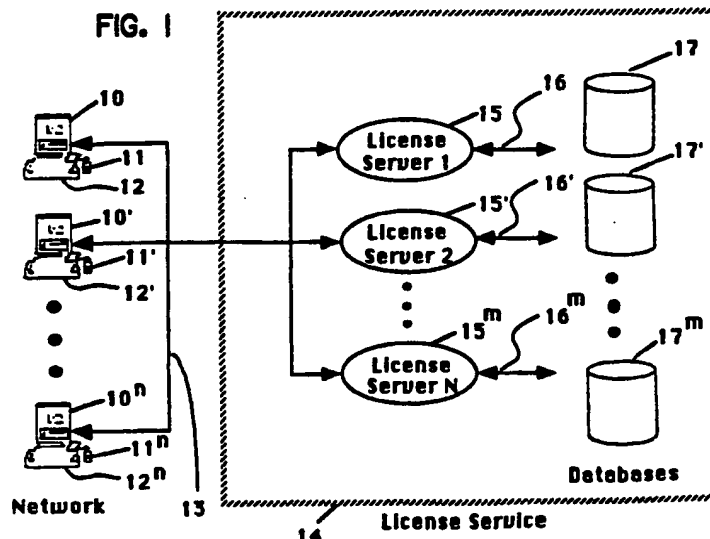 FIG. 1
10
11
12
10'
11'
12'
10ⁿ
11ⁿ
12ⁿ
Network
13
License
Server 1
15
16
17
License
Server 2
15'
16'
17'
License
Server N
15ᵐ
16ᵐ
17ᵐ
Databases
14
License Service